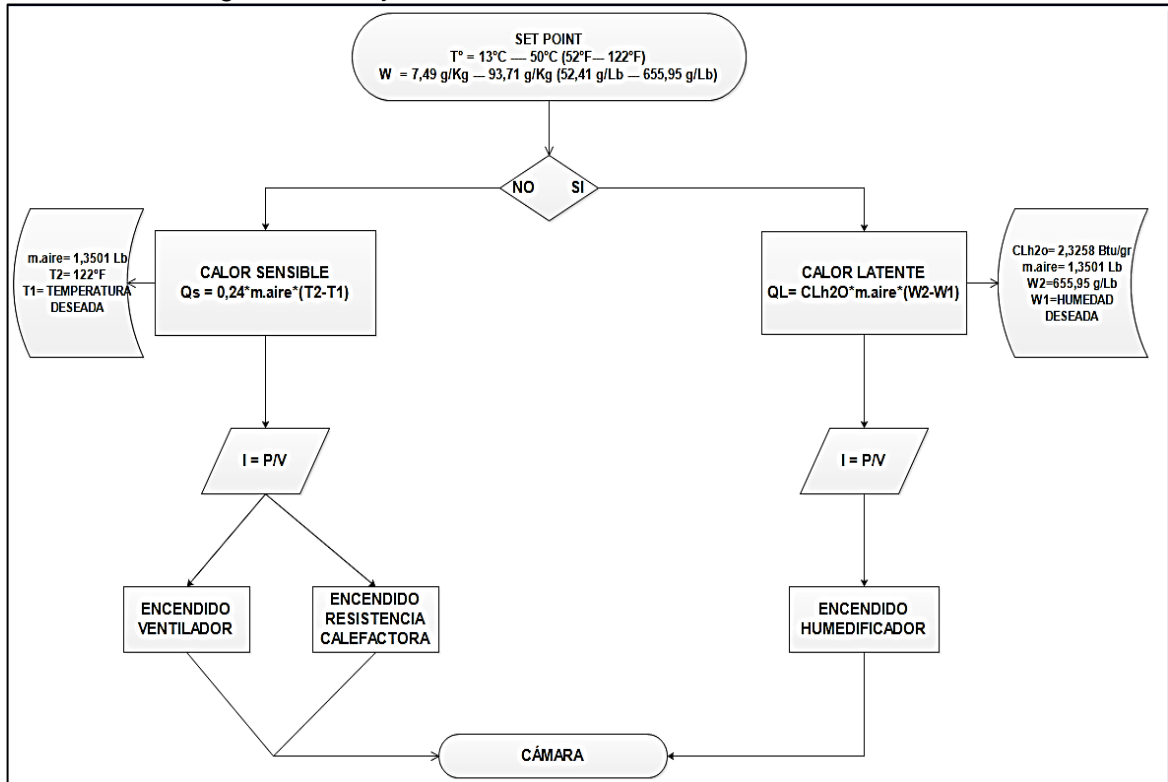 SET POINT
T° = 13°C ---- 50°C (52°F--- 122°F)
W = 7,49 g/Kg --- 93,71 g/Kg (52,41 g/Lb --- 655,95 g/Lb)
NO SI
m.aire= 1,3501 Lb
T2= 122°F
T1= TEMPERATURA
DESEADA
CALOR SENSIBLE
Qs = 0,24*m.aire*(T2-T1)
CALOR LATENTE
QL= CLh2O*m.aire*(W2-W1)
CLh2o= 2,3258 Btu/gr
m.aire= 1,3501 Lb
W2=655,95 g/Lb
W1=HUMEDAD
DESEADA
I = P/V
I = P/V
ENCENDIDO
VENTILADOR
ENCENDIDO
RESISTENCIA
CALEFACTORA
ENCENDIDO
HUMEDIFICADOR
CÁMARA